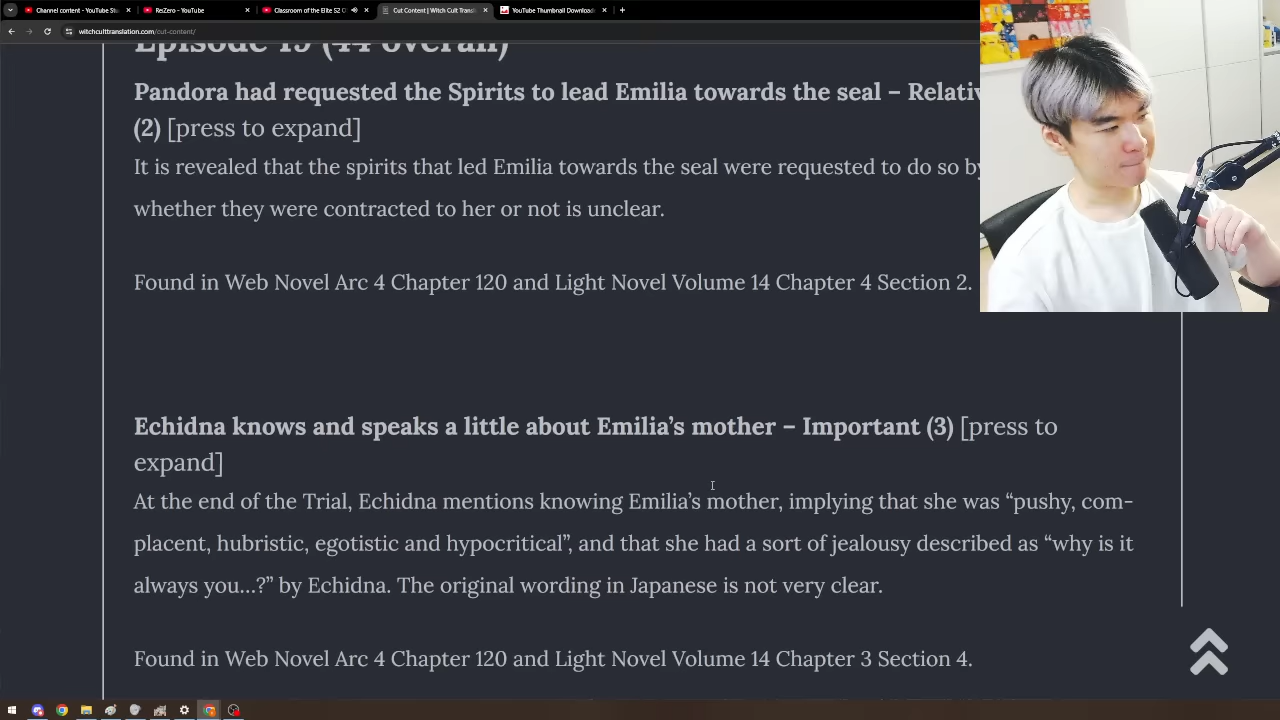 Channel content - YouTube Stu
ReiZero - YouTube
Classroom of the Elite S2 O
Cut Content | Witch Cult Transl
YouTube Thumbnail Download
witchculttranslation.com/cut-content/
Episode 19 (44 overall)
Pandora had requested the Spirits to lead Emilia towards the seal – Relativ
(2) [press to expand]
It is revealed that the spirits that led Emilia towards the seal were requested to do so by
whether they were contracted to her or not is unclear.
Found in Web Novel Arc 4 Chapter 120 and Light Novel Volume 14 Chapter 4 Section 2.
Echidna knows and speaks a little about Emilia’s mother – Important (3) [press to
expand]
At the end of the Trial, Echidna mentions knowing Emilia’s mother, implying that she was “pushy, com-
placent, hubristic, egotistic and hypocritical”, and that she had a sort of jealousy described as “why is it
always you…?” by Echidna. The original wording in Japanese is not very clear.
Found in Web Novel Arc 4 Chapter 120 and Light Novel Volume 14 Chapter 3 Section 4.